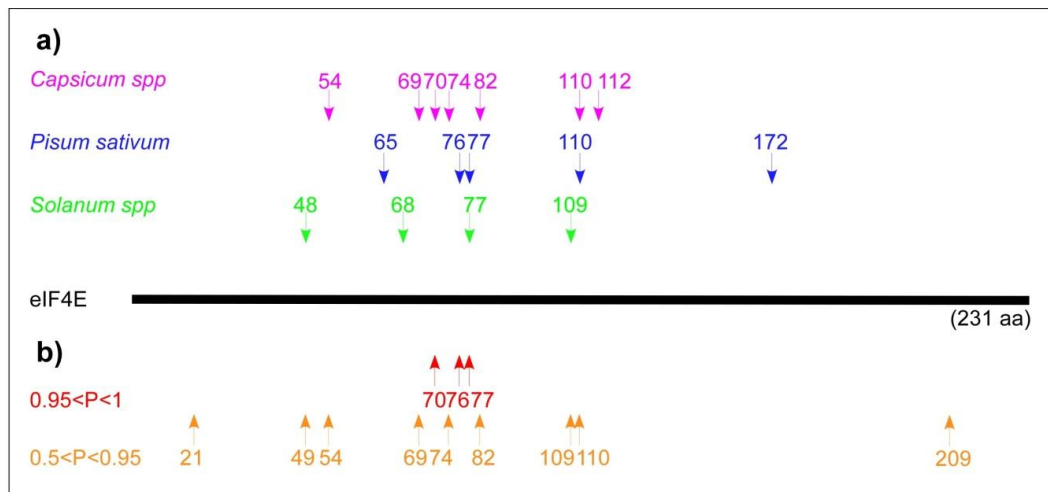 a)
Capsicum spp 54 69 70 74 82 110 112
Pisum sativum 65 76 77 110 172
Solanum spp 48 68 77 109
eIF4E
(231 aa)
b)
0.95<P<1 70 76 77
0.5<P<0.95 21 49 54 69 74 82 109 110 209